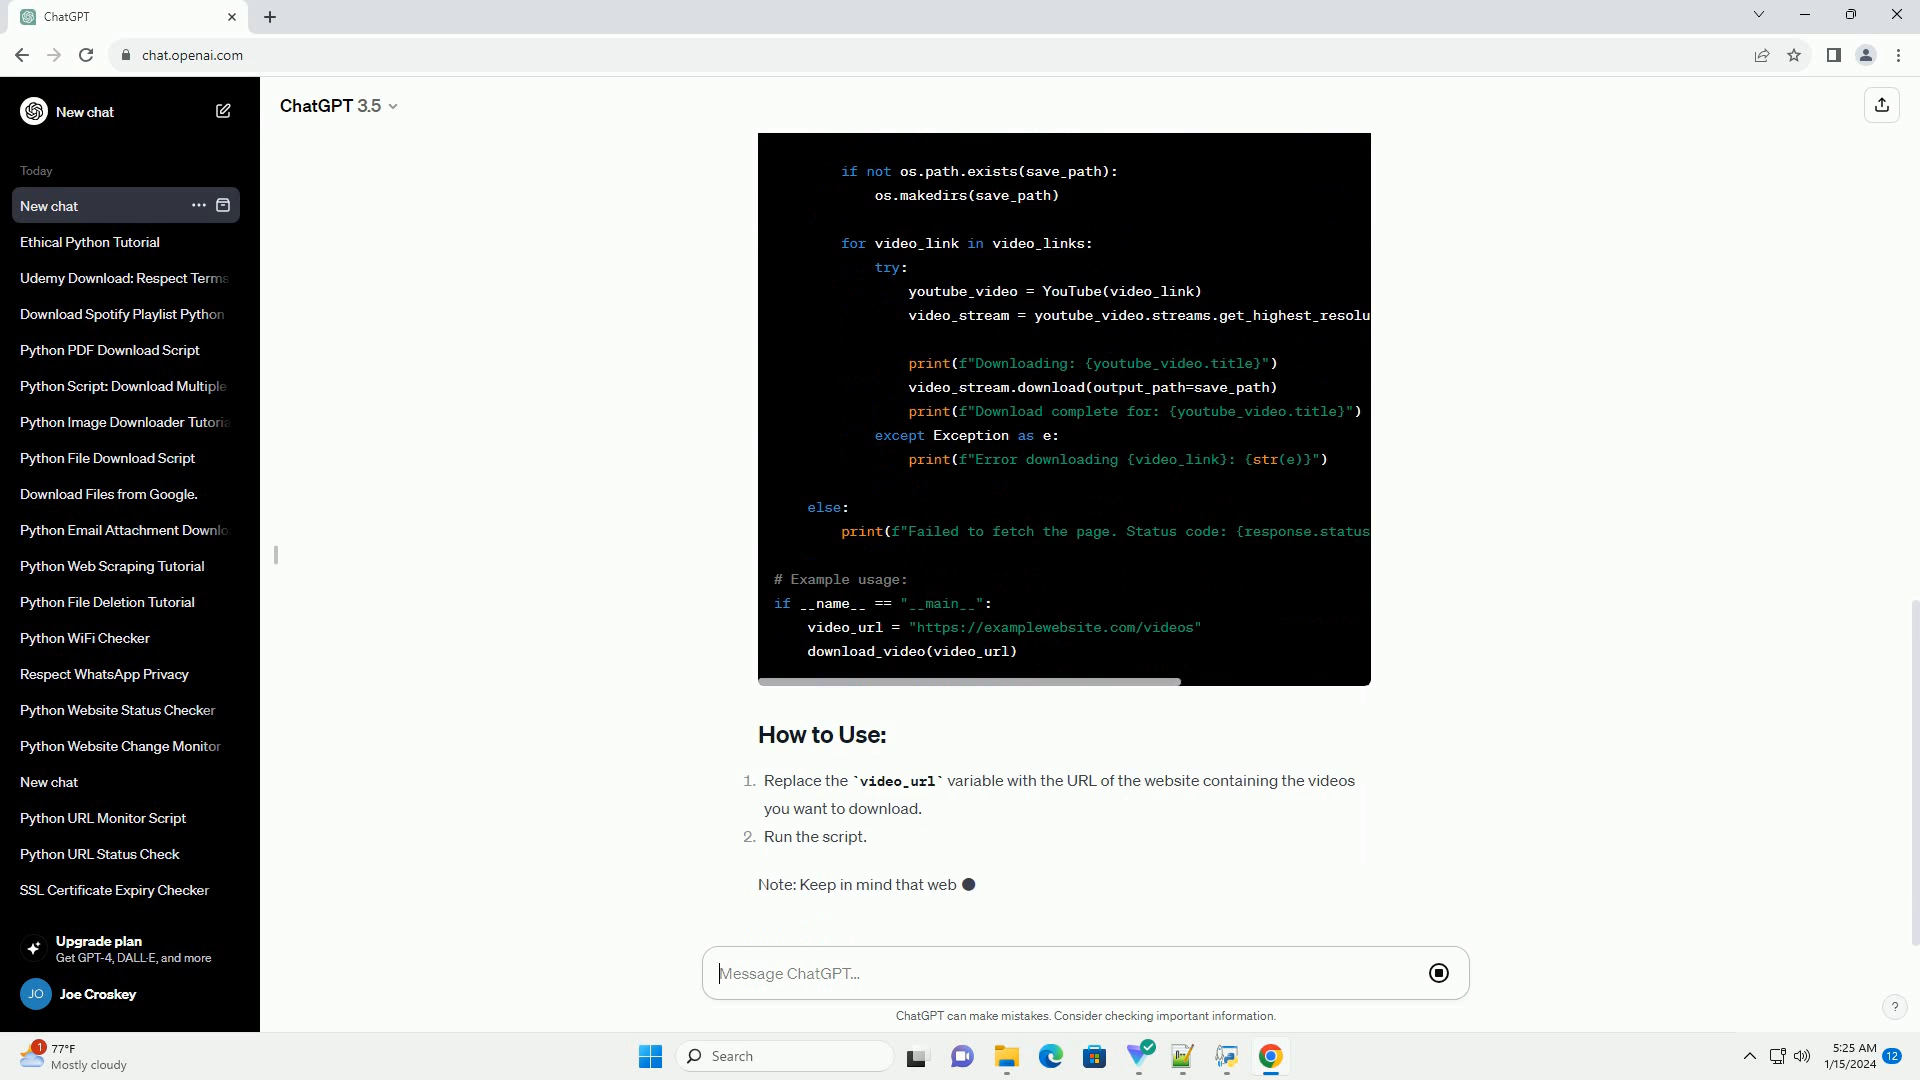 ChatGPT
chat.openai.com
New chat
Today
New chat
Ethical Python Tutorial
Udemy Download: Respect Terms
Download Spotify Playlist Python
Python PDF Download Script
Python Script: Download Multiple
Python Image Downloader Tutoria
Python File Download Script
Download Files from Google.
Python Email Attachment Downlo
Python Web Scraping Tutorial
Python File Deletion Tutorial
Python WiFi Checker
Respect WhatsApp Privacy
Python Website Status Checker
Python Website Change Monitor
New chat
Python URL Monitor Script
Python URL Status Check
SSL Certificate Expiry Checker
Upgrade plan
Get GPT-4, DALL·E, and more
JO Joe Croskey
ChatGPT 3.5
if not os.path.exists(save_path):
os.makedirs(save_path)
for video_link in video_links:
try:
youtube_video = YouTube(video_link)
video_stream = youtube_video.streams.get_highest_resolu
print(f"Downloading: {youtube_video.title}")
video_stream.download(output_path=save_path)
print(f"Download complete for: {youtube_video.title}")
except Exception as e:
print(f"Error downloading {video_link}: {str(e)}")
else:
print(f"Failed to fetch the page. Status code: {response.status
# Example usage:
if __name__ == "__main__":
video_url = "https://examplewebsite.com/videos"
download_video(video_url)
How to Use:
1. Replace the `video_url` variable with the URL of the website containing the videos
you want to download.
2. Run the script.
Note: Keep in mind that web
Message ChatGPT...
ChatGPT can make mistakes. Consider checking important information.
?
1
77°F
Mostly cloudy
Search
5:25 AM
1/15/2024
12